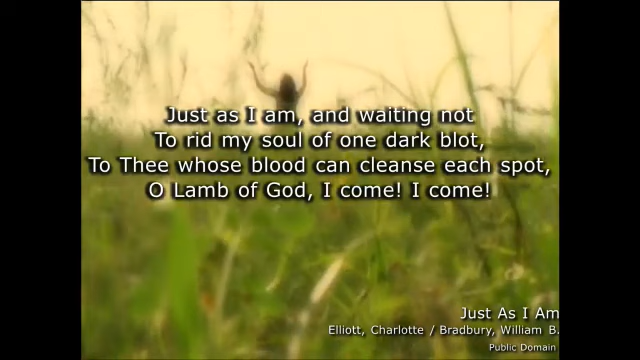 Just as I am, and waiting not
To rid my soul of one dark blot,
To Thee whose blood can cleanse each spot,
O Lamb of God, I come! I come!
Just As I Am
Elliott, Charlotte / Bradbury, William B.
Public Domain